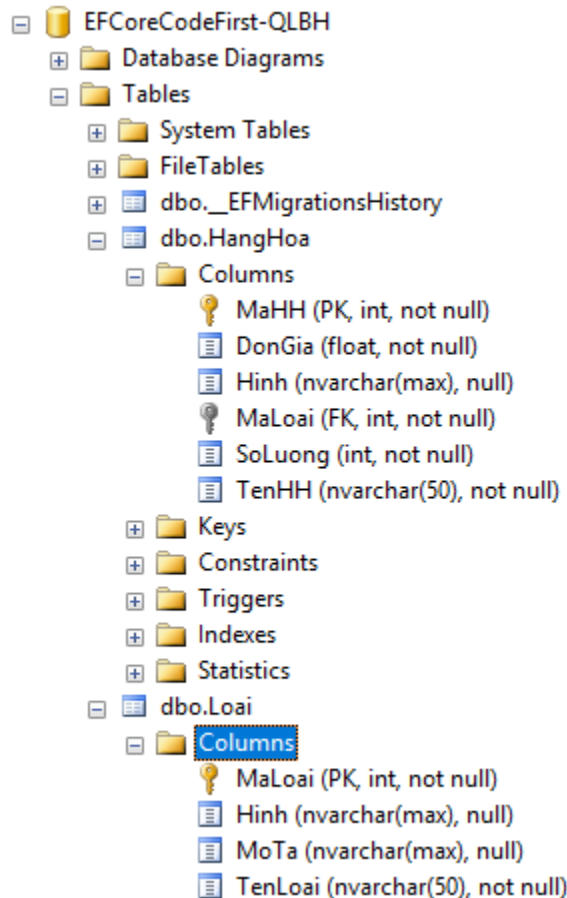 EFCoreCodeFirst-QLBH
Database Diagrams
Tables
System Tables
FileTables
dbo.__EFMigrationsHistory
dbo.HangHoa
Columns
MaHH (PK, int, not null)
DonGia (float, not null)
Hinh (nvarchar(max), null)
MaLoai (FK, int, not null)
SoLuong (int, not null)
TenHH (nvarchar(50), not null)
Keys
Constraints
Triggers
Indexes
Statistics
dbo.Loai
Columns
MaLoai (PK, int, not null)
Hinh (nvarchar(max), null)
MoTa (nvarchar(max), null)
TenLoai (nvarchar(50), not null)